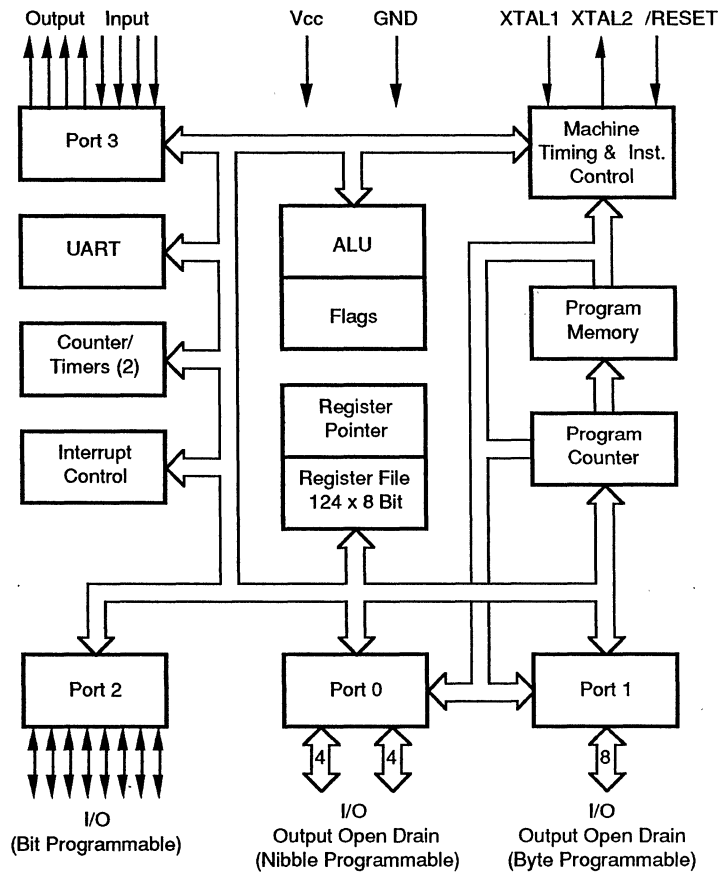 Output Input Vcc GND XTAL1 XTAL2 /RESET
Port 3
Machine
Timing & Inst.
Control
UART
ALU
Flags
Program
Memory
Counter/
Timers (2)
Register
Pointer
Program
Counter
Interrupt
Control
Register File
124 x 8 Bit
Port 2
Port 0
Port 1
4
4
8
I/O
(Bit Programmable)
I/O
Output Open Drain
(Nibble Programmable)
I/O
Output Open Drain
(Byte Programmable)